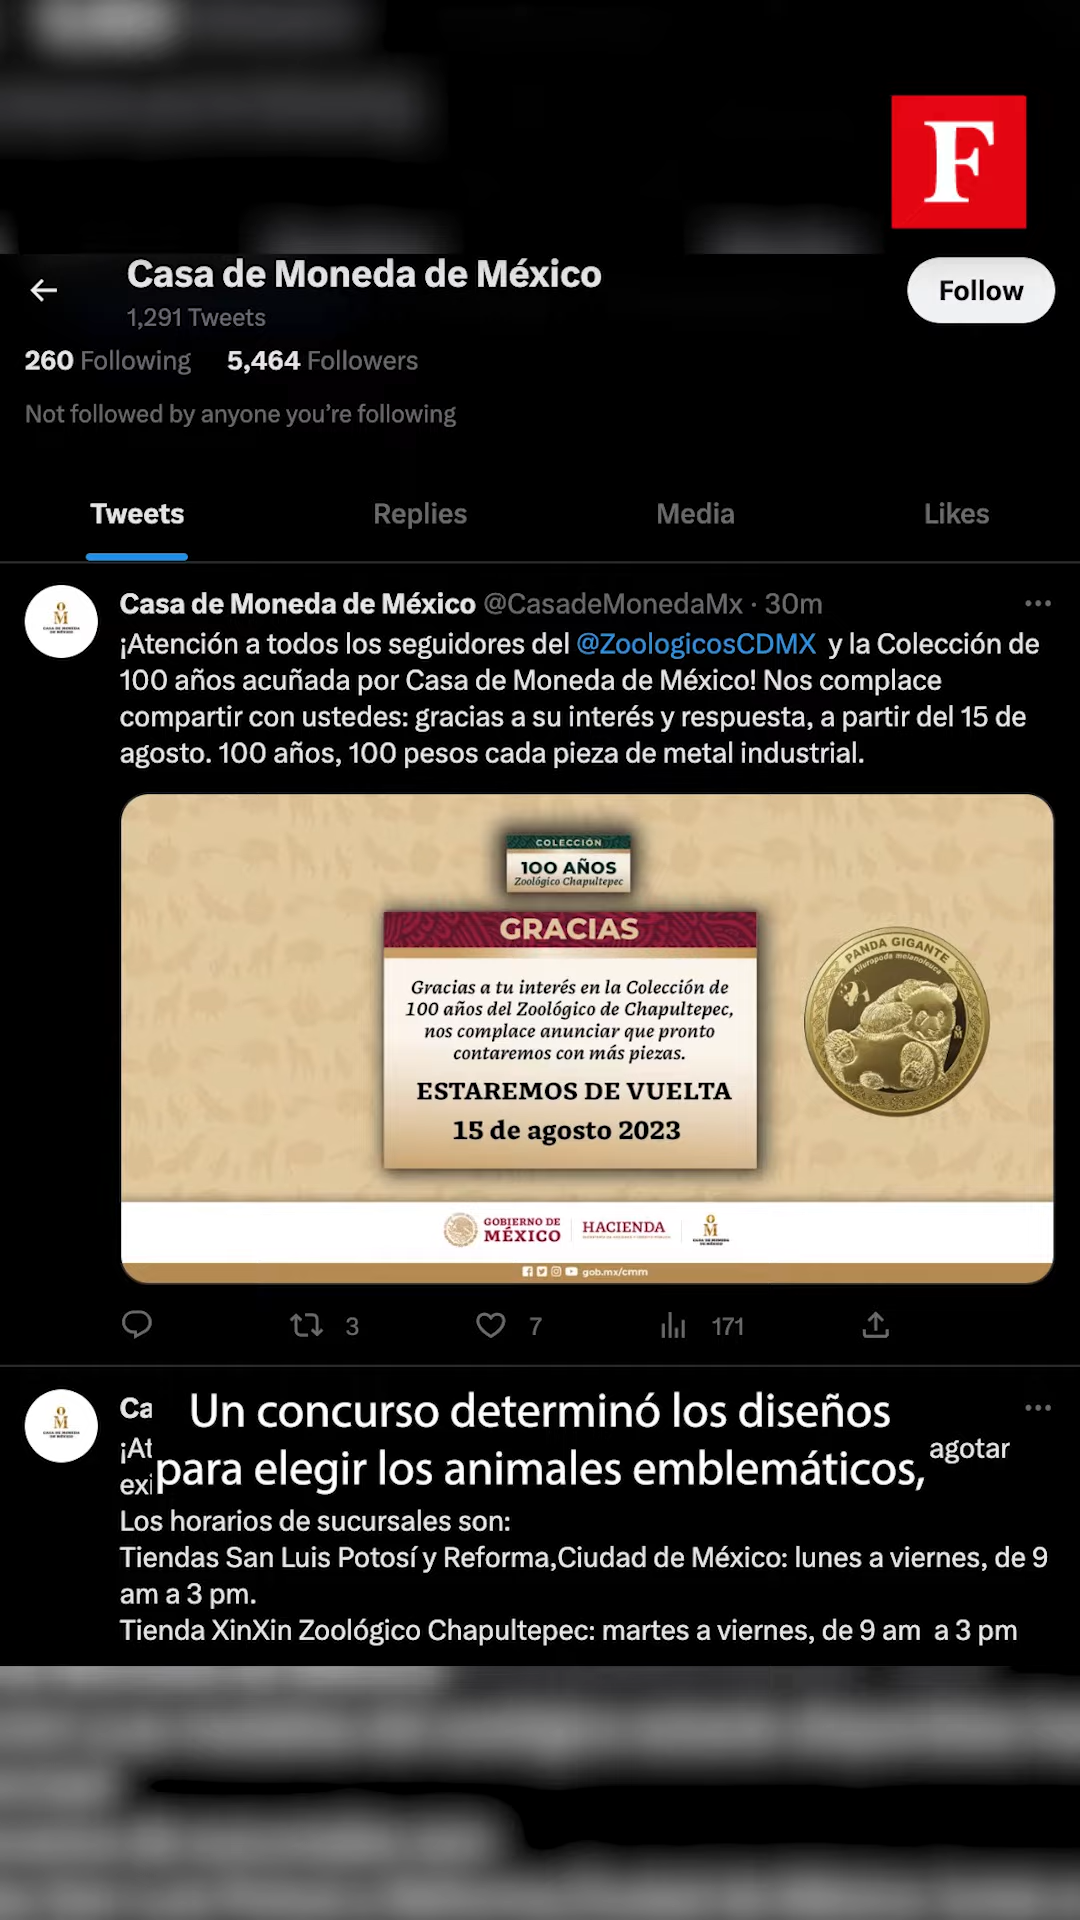 F
Casa de Moneda de México
1,291 Tweets
Follow
260 Following 5,464 Followers
Not followed by anyone you're following
Tweets Replies Media Likes
Casa de Moneda de México @CasadeMonedaMx · 30m
¡Atención a todos los seguidores del @ZoologicosCDMX y la Colección de
100 años acuñada por Casa de Moneda de México! Nos complace
compartir con ustedes: gracias a su interés y respuesta, a partir del 15 de
agosto. 100 años, 100 pesos cada pieza de metal industrial.
COLECCIÓN
100 AÑOS
Zoológico Chapultepec
GRACIAS
Gracias a tu interés en la Colección de
100 años del Zoológico de Chapultepec,
nos complace anunciar que pronto
contaremos con más piezas.
ESTAREMOS DE VUELTA
15 de agosto 2023
PANDA GIGANTE
Ailuropoda melanoleuca
GOBIERNO DE
MÉXICO
HACIENDA
gob.mx/cmm
3 7 171
Ca
Un concurso determinó los diseños
¡At agotar
para elegir los animales emblemáticos,
exi
Los horarios de sucursales son:
Tiendas San Luis Potosí y Reforma,Ciudad de México: lunes a viernes, de 9
am a 3 pm.
Tienda XinXin Zoológico Chapultepec: martes a viernes, de 9 am a 3 pm